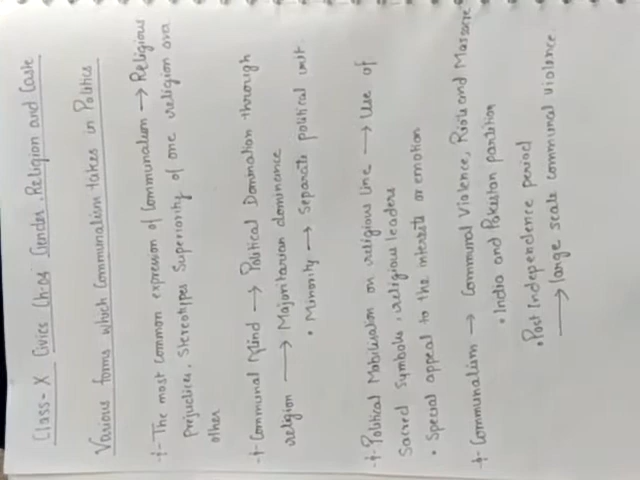 Class-X Civics Ch-04 Gender, Religion and Caste
Various forms which Communalism takes in Politics
-|- The most common expression of Communalism → Religious
Prejudices, Stereotypes Superiority of one religion over
other
-|- Communal Mind → Political Domination through
religion → Majoritarian dominance
• Minority → Separate political unit.
-|- Political Mobilisation on religious line → Use of
Sacred Symbols, religious leaders
• Special appeal to the interests or emotion
-|- Communalism → Communal Violence, Riots and Massacre
• India and Pakistan partition
• Post Independence period
→ large scale communal violence